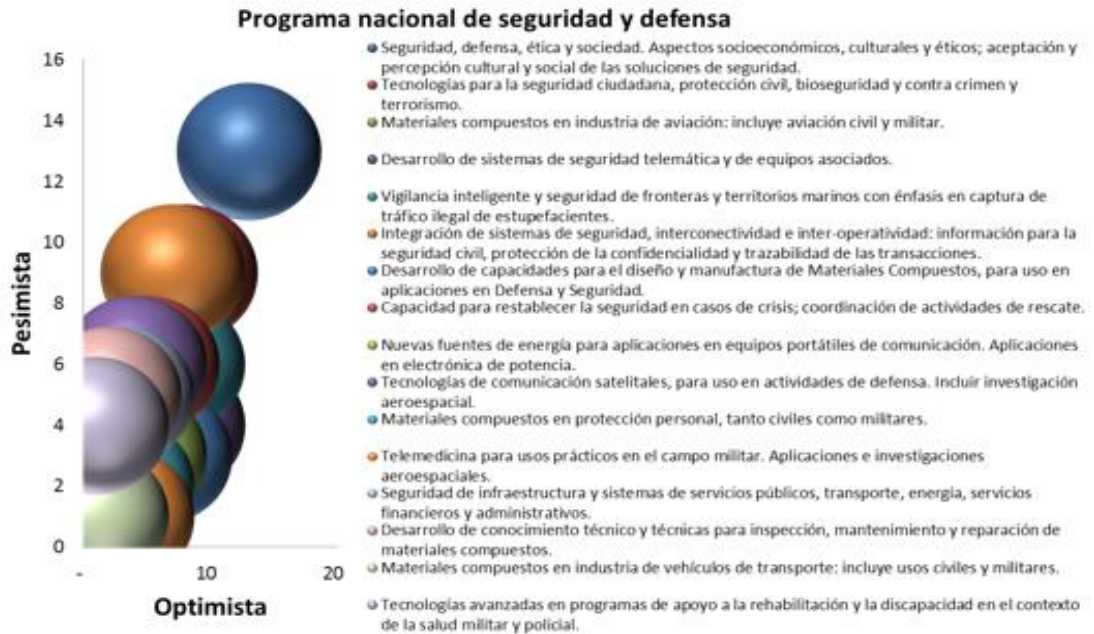 Programa nacional de seguridad y defensa
16
14
12
10
8
6
4
2
0
-
10
20
Pesimista
Optimista
Seguridad, defensa, ética y sociedad. Aspectos socioeconómicos, culturales y éticos; aceptación y
percepción cultural y social de las soluciones de seguridad.
Tecnologías para la seguridad ciudadana, protección civil, bioseguridad y contra crimen y
terrorismo.
Materiales compuestos en industria de aviación: incluye aviación civil y militar.
Desarrollo de sistemas de seguridad telemática y de equipos asociados.
Vigilancia inteligente y seguridad de fronteras y territorios marinos con énfasis en captura de
tráfico ilegal de estupefacientes.
Integración de sistemas de seguridad, interconectividad e inter-operatividad: información para la
seguridad civil, protección de la confidencialidad y trazabilidad de las transacciones.
Desarrollo de capacidades para el diseño y manufactura de Materiales Compuestos, para uso en
aplicaciones en Defensa y Seguridad.
Capacidad para restablecer la seguridad en casos de crisis; coordinación de actividades de rescate.
Nuevas fuentes de energía para aplicaciones en equipos portátiles de comunicación. Aplicaciones
en electrónica de potencia.
Tecnologías de comunicación satelitales, para uso en actividades de defensa. Incluir investigación
aeroespacial.
Materiales compuestos en protección personal, tanto civiles como militares.
Telemedicina para usos prácticos en el campo militar. Aplicaciones e investigaciones
aeroespaciales.
Seguridad de infraestructura y sistemas de servicios públicos, transporte, energía, servicios
financieros y administrativos.
Desarrollo de conocimiento técnico y técnicas para inspección, mantenimiento y reparación de
materiales compuestos.
Materiales compuestos en industria de vehículos de transporte: incluye usos civiles y militares.
Tecnologías avanzadas en programas de apoyo a la rehabilitación y la discapacidad en el contexto
de la salud militar y policial.